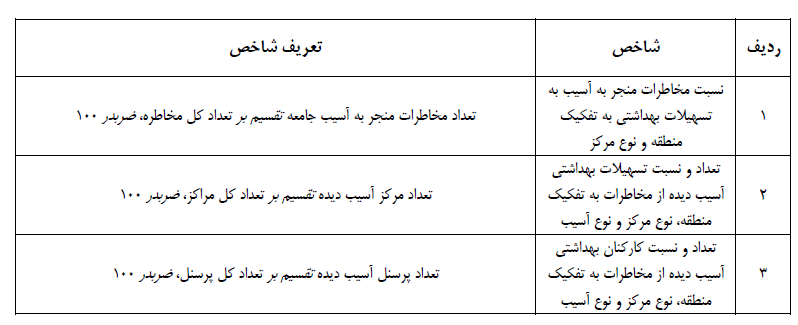 ردیف شاخص تعریف شاخص
۱ نسبت مخاطرات منجر به آسیب به
تسهیلات بهداشتی به تفکیک
منطقه و نوع مرکز
تعداد مخاطرات منجر به آسیب جامعه تقسیم بر تعداد کل مخاطره، ضربدر ۱۰۰
۲ تعداد و نسبت تسهیلات بهداشتی
آسیب دیده از مخاطرات به تفکیک
منطقه، نوع مرکز و نوع آسیب
تعداد مرکز آسیب دیده تقسیم بر تعداد کل مراکز، ضربدر ۱۰۰
۳ تعداد و نسبت کارکنان بهداشتی
آسیب دیده از مخاطرات به تفکیک
منطقه، نوع مرکز و نوع آسیب
تعداد پرسنل آسیب دیده تقسیم بر تعداد کل پرسنل، ضربدر ۱۰۰